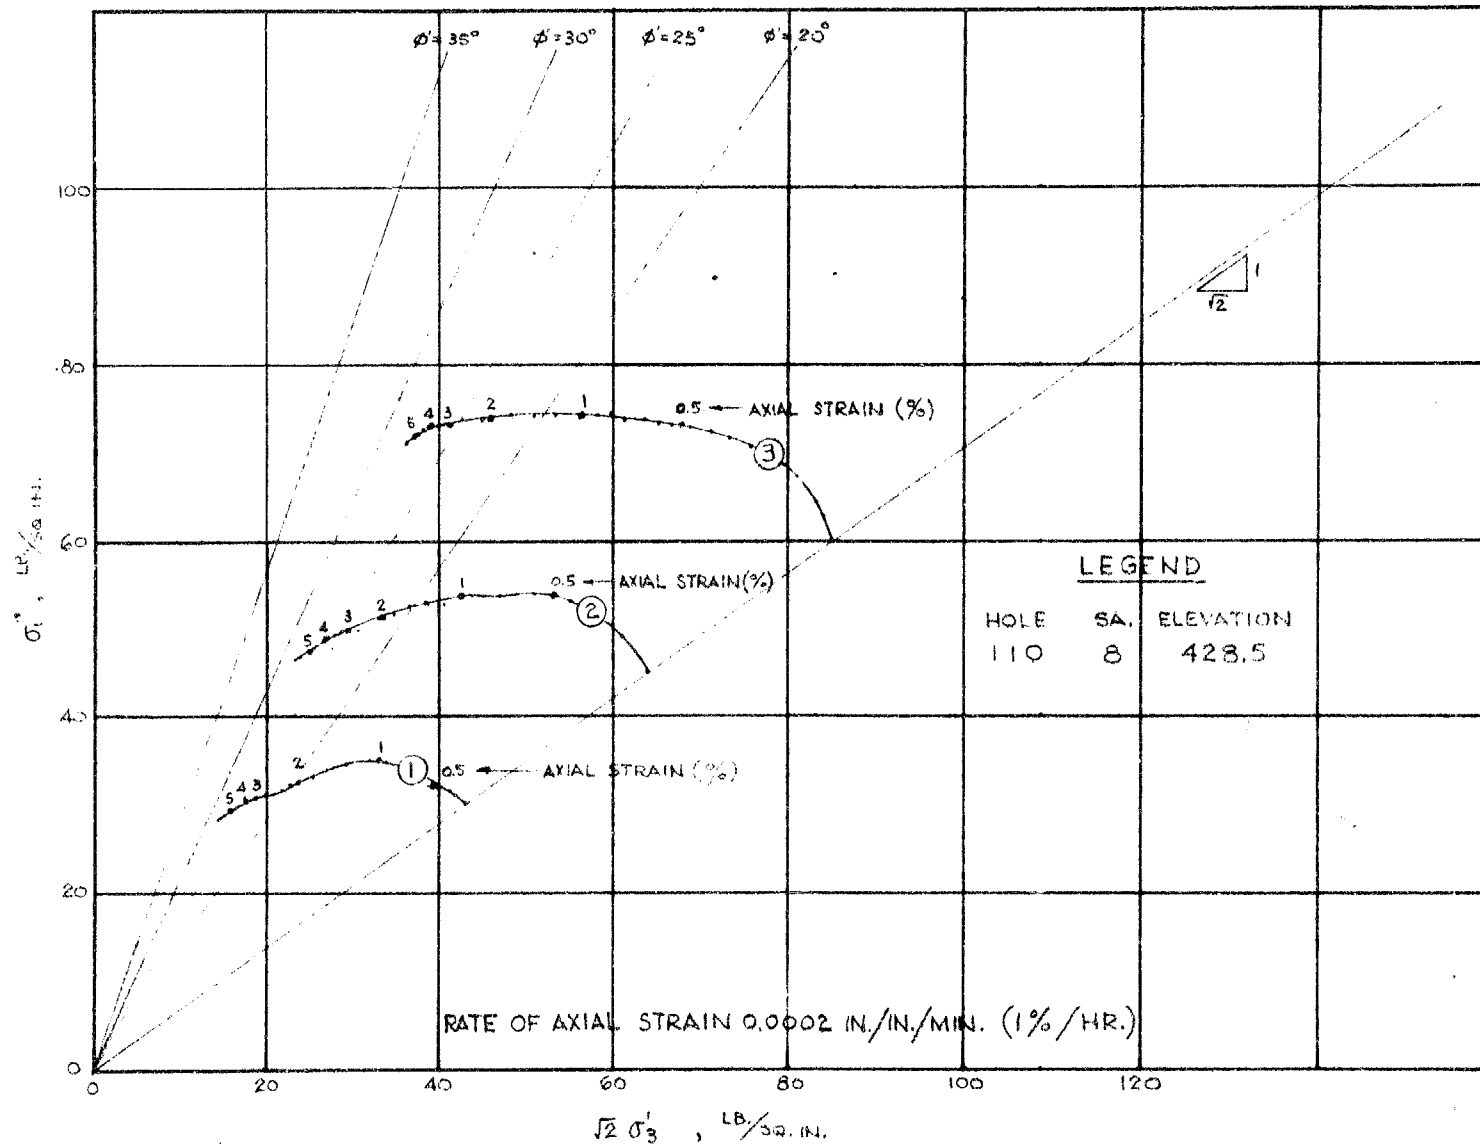 φ'=35° φ'=30° φ'=25° φ'=20°
100
1
√2
80
5 4 3 2 1 0.5 ← AXIAL STRAIN (%)
3
σ₁', LB./SQ IN.
60
LEGEND
5 4 3 2 1 0.5 ← AXIAL STRAIN (%)
2
HOLE SA. ELEVATION
110 8 428.5
40
5 4 3 2 1 0.5 ← AXIAL STRAIN (%)
1
20
RATE OF AXIAL STRAIN 0.0002 IN./IN./MIN. (1%/HR.)
0
0 20 40 60 80 100 120
√2 σ₃', LB./SQ. IN.